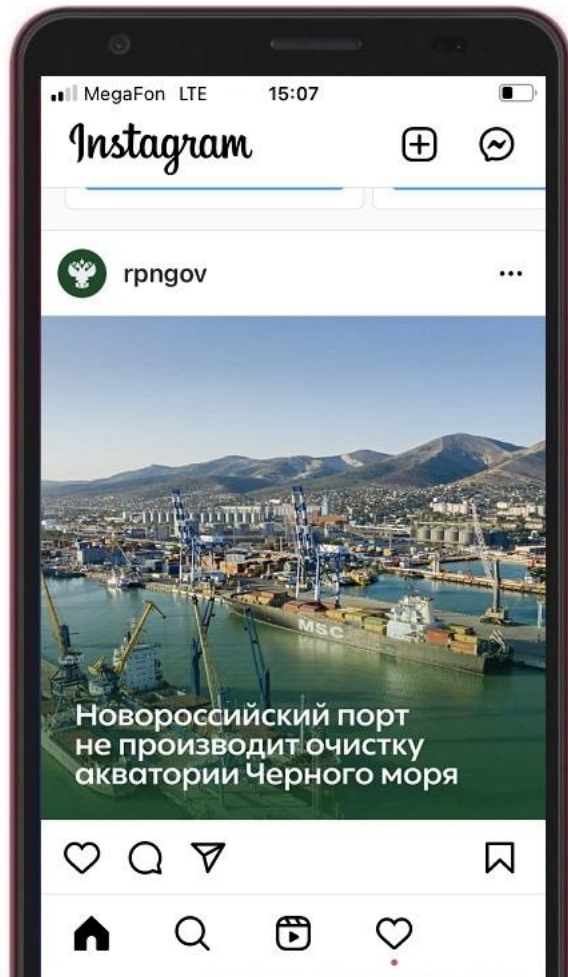 MegaFon LTE 15:07
Instagram
rpngov
MSC
Новороссийский порт
не производит очистку
акватории Черного моря